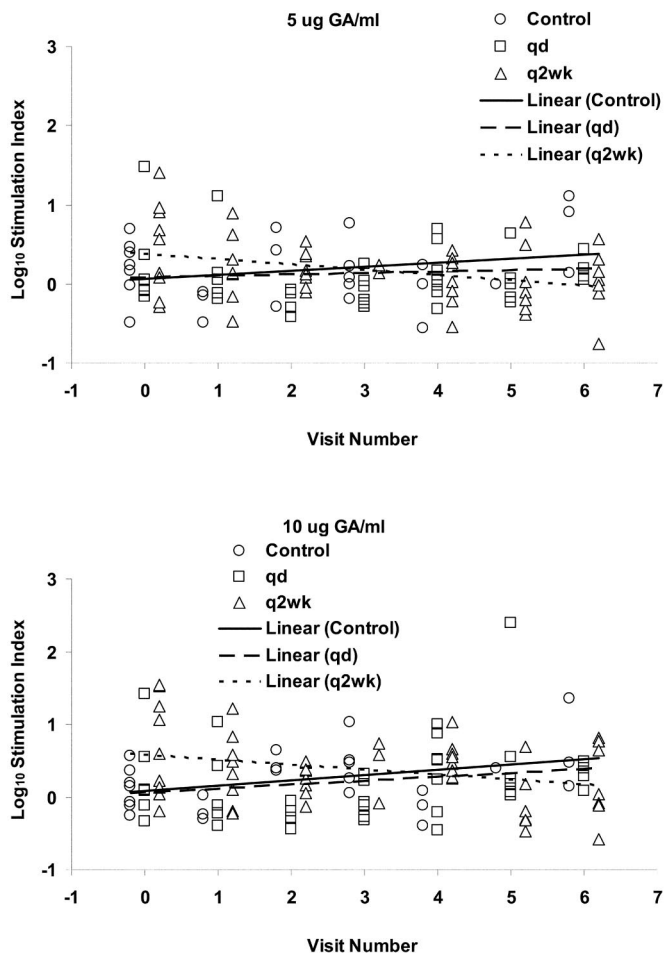 5 ug GA/ml
Control
qd
q2wk
Linear (Control)
Linear (qd)
Linear (q2wk)
3
2
1
0
-1
Log10 Stimulation Index
-1 0 1 2 3 4 5 6 7
Visit Number
10 ug GA/ml
Control
qd
q2wk
Linear (Control)
Linear (qd)
Linear (q2wk)
3
2
1
0
-1
Log10 Stimulation Index
-1 0 1 2 3 4 5 6 7
Visit Number